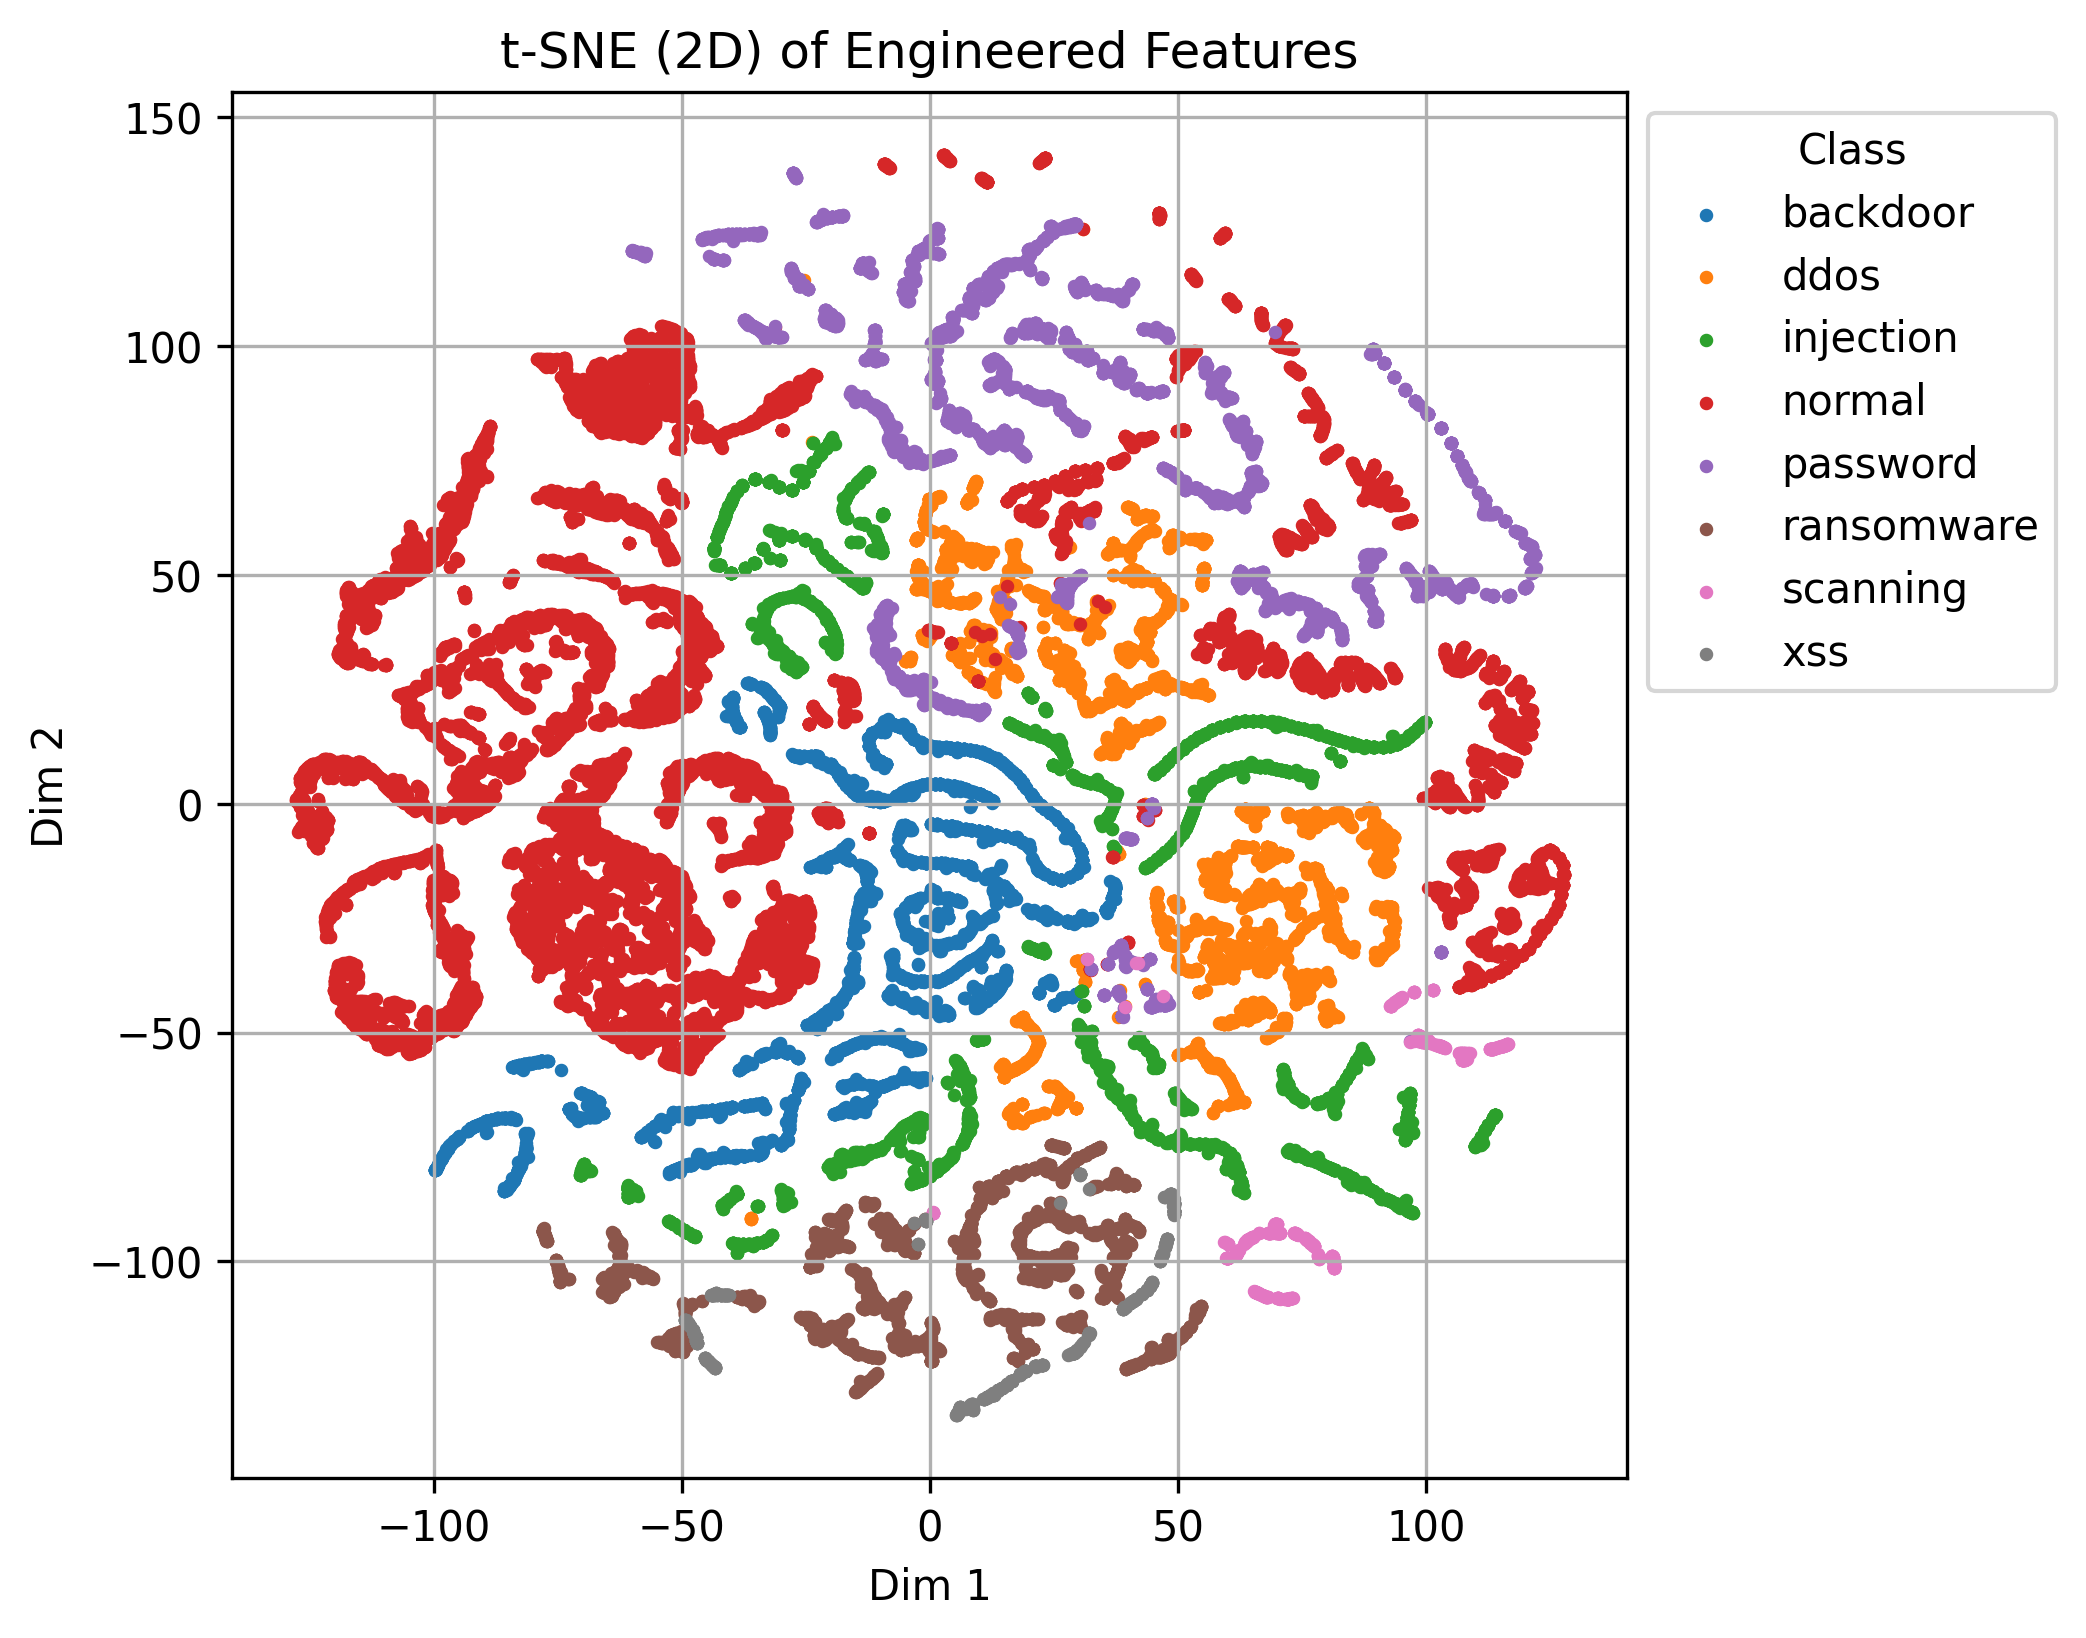 t-SNE (2D) of Engineered Features
150
100
50
0
−50
−100
Dim 2
−100
−50
0
50
100
Dim 1
Class
backdoor
ddos
injection
normal
password
ransomware
scanning
xss